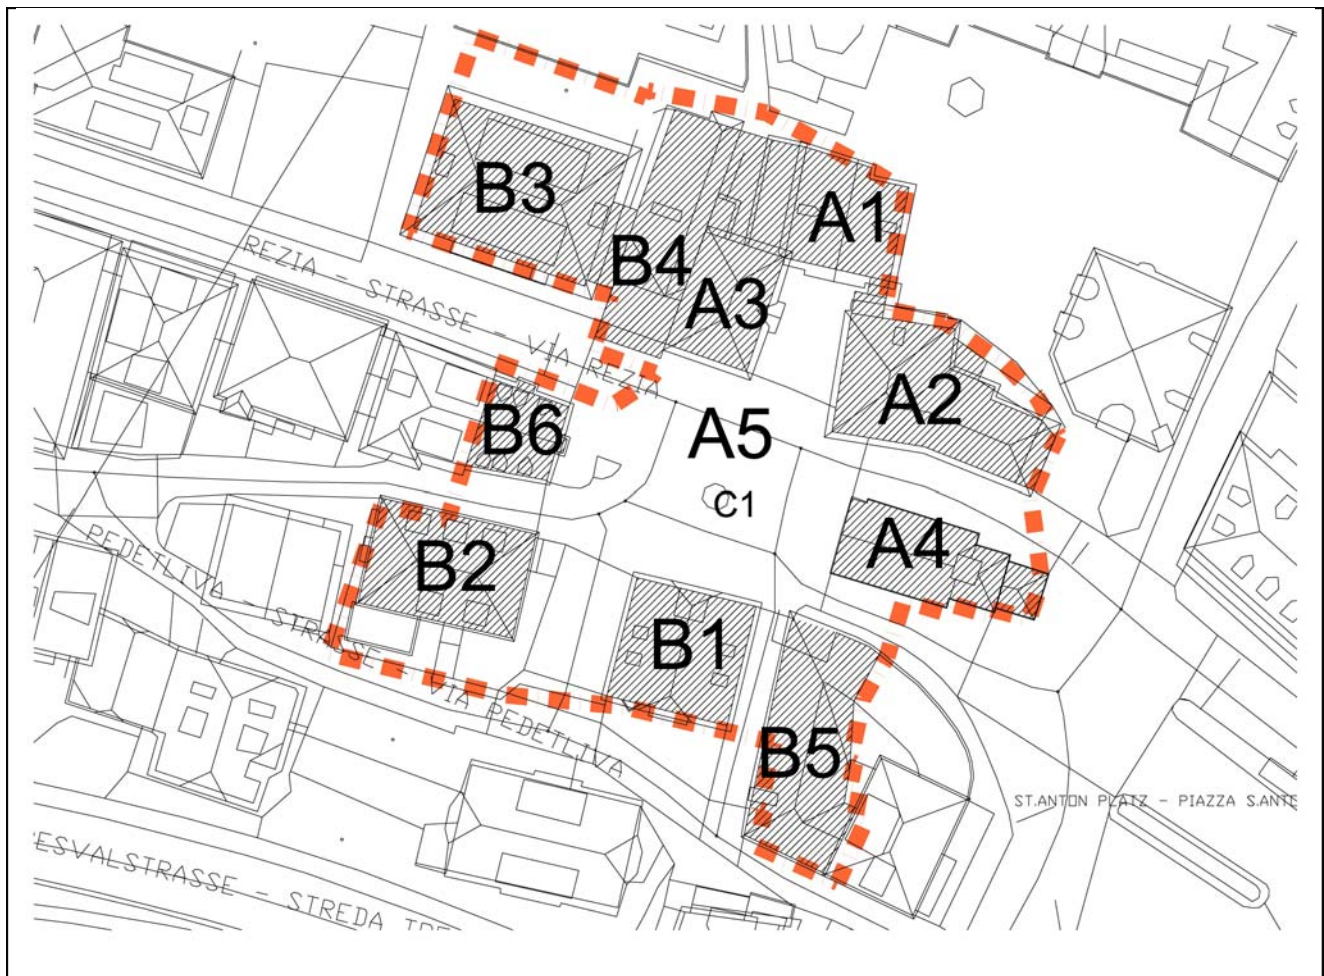 B3
A1
REZIA - STRASSE - VIA REZIA
B4
A3
A2
B6
A5
C1
A4
PEDETLIVA - STRASSE - VIA PEDETLIVA
B2
B1
B5
ST.ANTON PLATZ - PIAZZA S.ANT
ESVALSTRASSE - STREDA